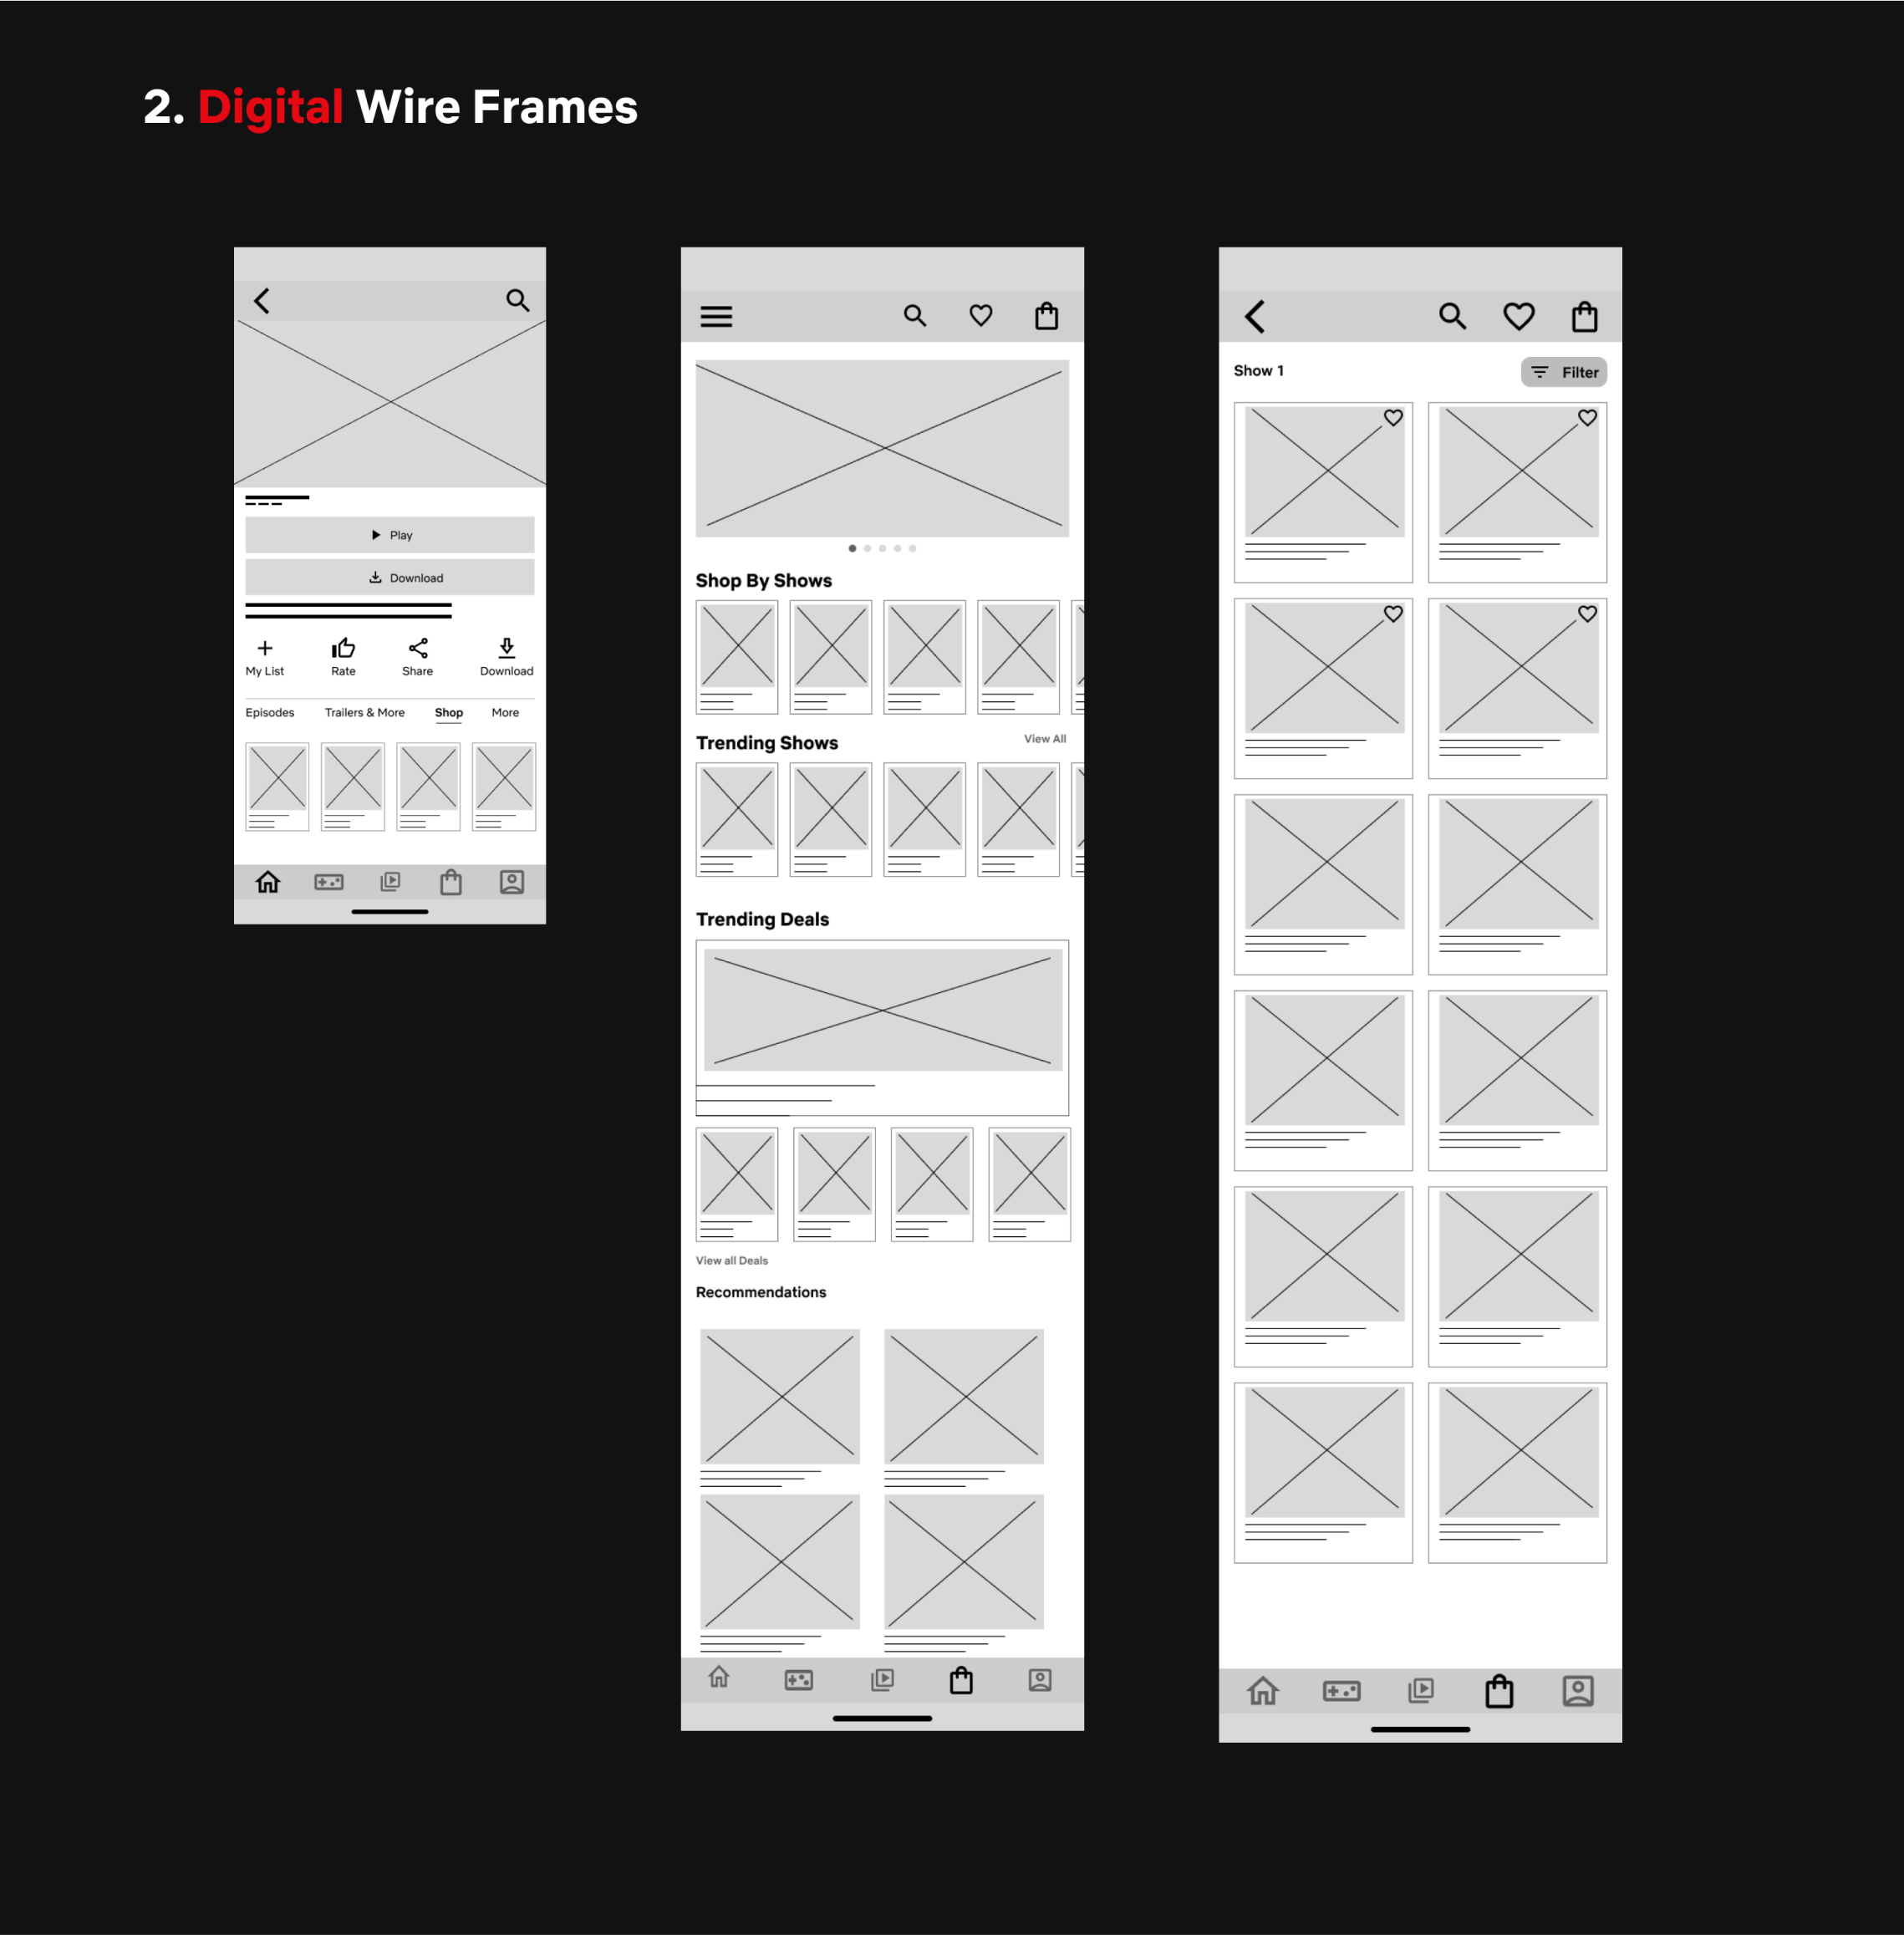 2. Digital Wire Frames
Play
Download
My List Rate Share Download
Episodes Trailers & More Shop More
Shop By Shows
Trending Shows View All
Trending Deals
View all Deals
Recommendations
Show 1 Filter